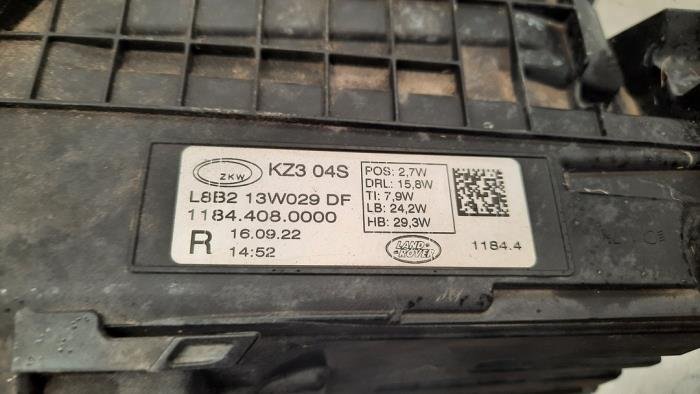 ZKW KZ3 04S
L8B2 13W029 DF
1184.408.0000
R 16.09.22
14:52
POS: 2,7W
DRL: 15,8W
TI: 7,9W
LB: 24,2W
HB: 29,3W
LAND-
ROVER
1184.4